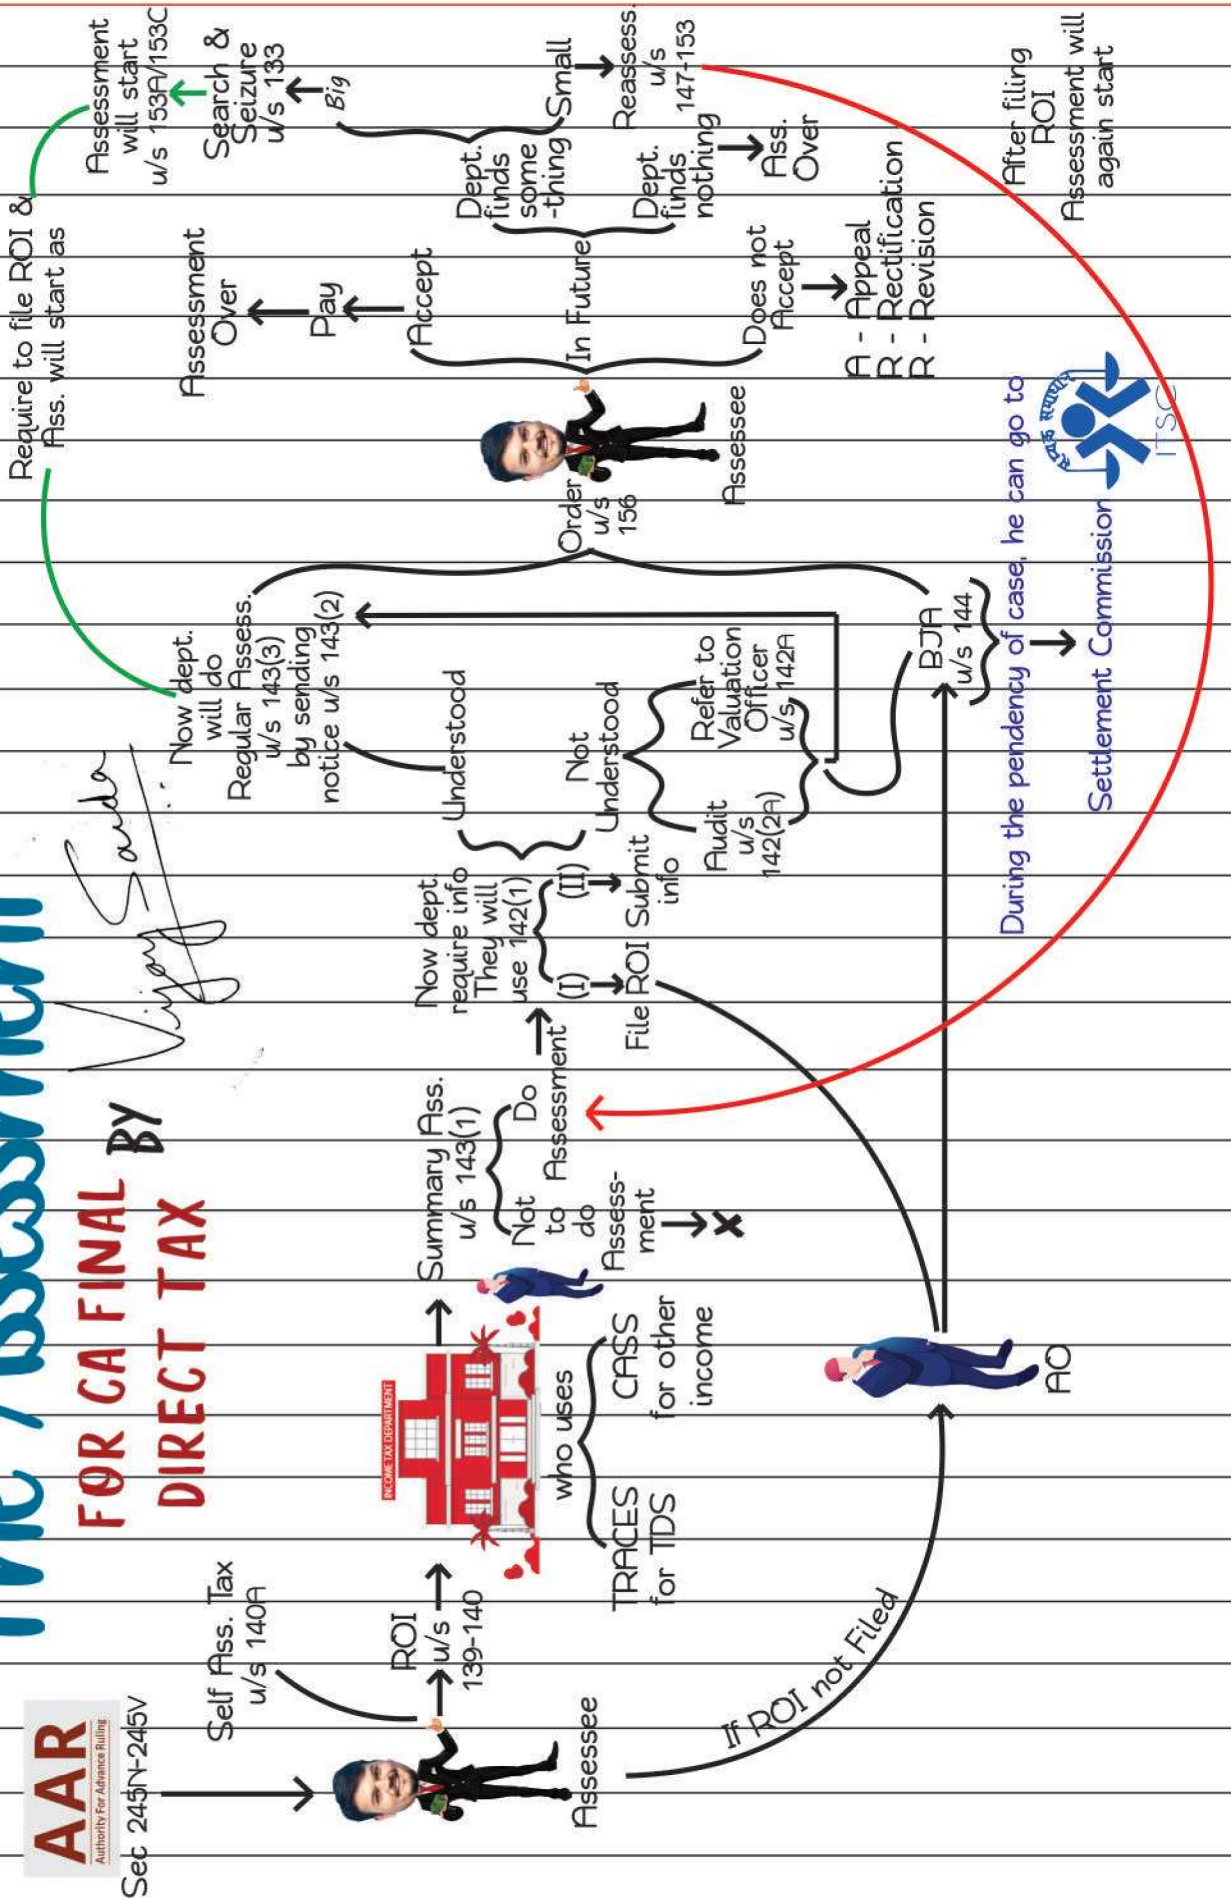 FOR CA FINAL
DIRECT TAX
BY
Vijay Sarda
AAR
Authority For Advance Ruling
Sec 245N-245V
Self Ass. Tax
u/s 140A
Assessee
ROI
u/s
139-140
INCOME TAX DEPARTMENT
who uses
TRACES
for TDS
CASS
for other
income
If ROI not Filed
AO
Summary Ass.
u/s 143(1)
Not
to
do
Assess-
ment
X
Do
Assessment
Now dept.
require info
They will
use 142(1)
(I)
File ROI
(II)
Submit
info
Understood
Not
Understood
Audit
u/s
142(2A)
Refer to
Valuation
Officer
u/s 142A
Now dept.
will do
Regular Assess.
u/s 143(3)
by sending
notice u/s 143(2)
BJA
u/s 144
During the pendency of case, he can go to
Settlement Commission
ITSC
Order
u/s
156
Assessee
Accept
Pay
Assessment
Over
In Future
Does not
Accept
A - Appeal
R - Rectification
R - Revision
Dept.
finds
some
-thing
Dept.
finds
nothing
Ass.
Over
Big
Search &
Seizure
u/s 133
Assessment
will start
u/s 153A/153C
Require to file ROI &
Ass. will start as
Small
Reassess.
u/s
147-153
After filing
ROI
Assessment will
again start